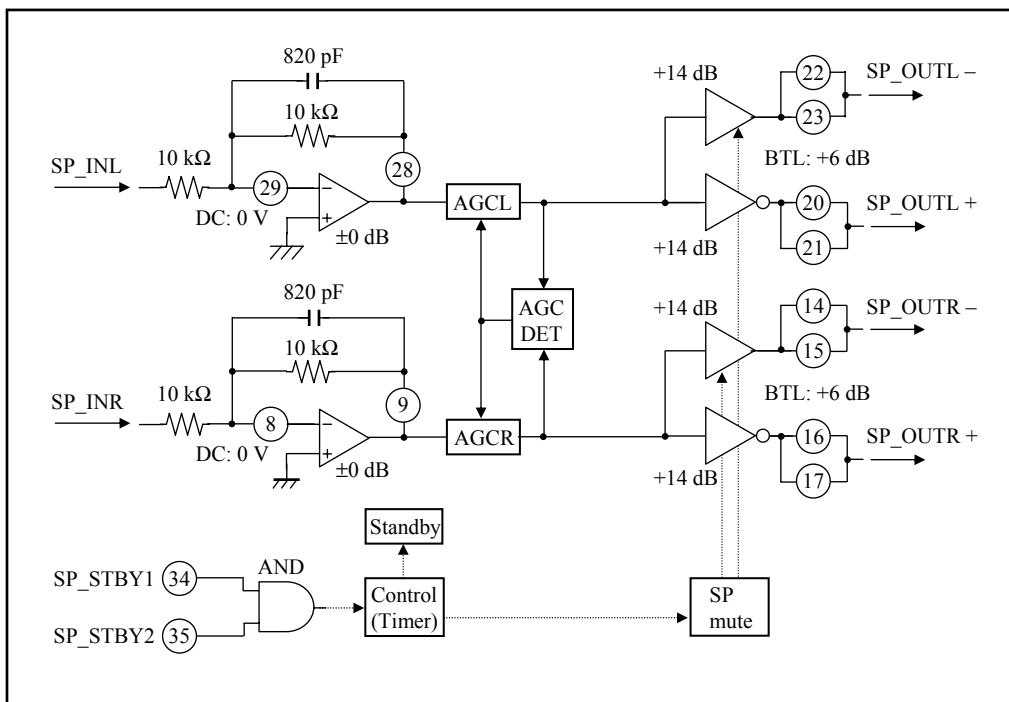 820 pF
10 kΩ
10 kΩ
SP_INL
29
DC: 0 V
−
+
±0 dB
28
AGCL
+14 dB
22
23
SP_OUTL −
BTL: +6 dB
+14 dB
20
21
SP_OUTL +
AGC
DET
820 pF
10 kΩ
10 kΩ
SP_INR
8
DC: 0 V
−
+
±0 dB
9
AGCR
+14 dB
14
15
SP_OUTR −
BTL: +6 dB
+14 dB
16
17
SP_OUTR +
Standby
SP_STBY1
34
SP_STBY2
35
AND
Control
(Timer)
SP
mute